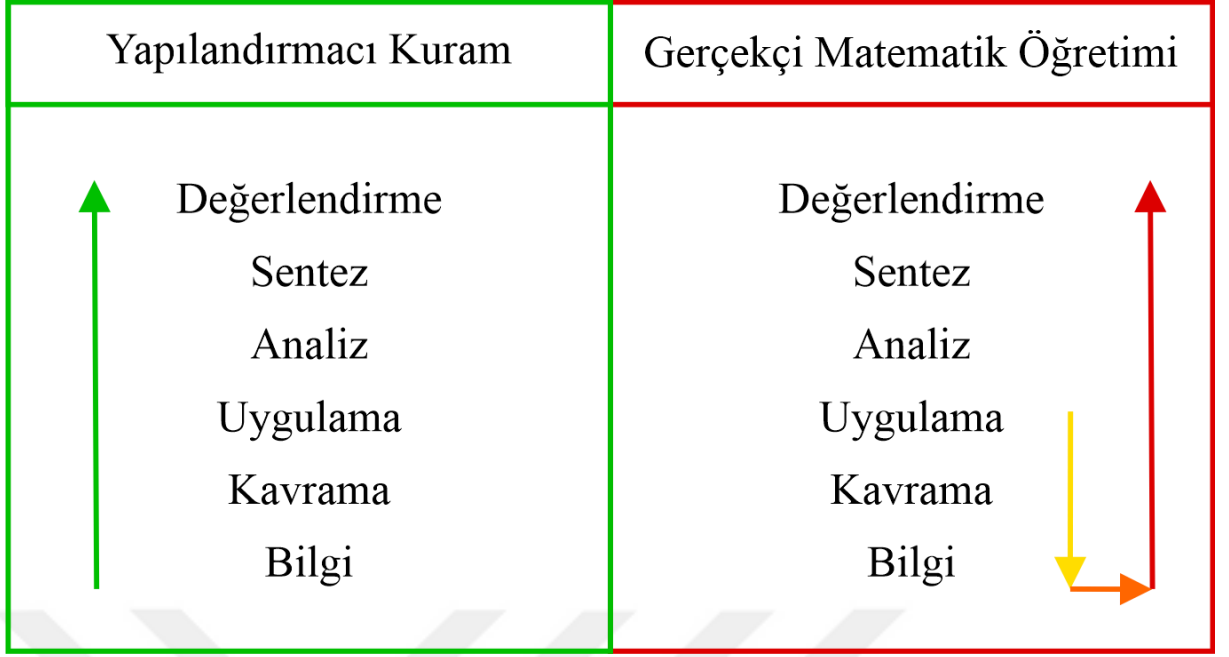 Yapılandırmacı Kuram
Gerçekçi Matematik Öğretimi
Değerlendirme
Sentez
Analiz
Uygulama
Kavrama
Bilgi
Değerlendirme
Sentez
Analiz
Uygulama
Kavrama
Bilgi